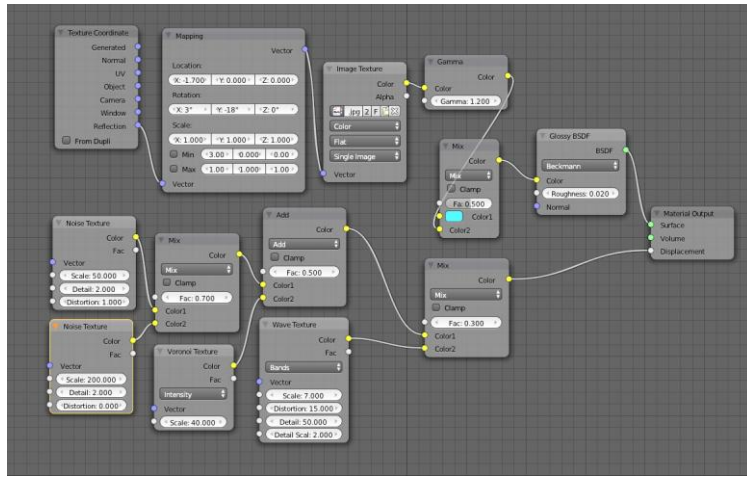 Texture Coordinate
Generated
Normal
UV
Object
Camera
Window
Reflection
From Dupli
Mapping
Vector
Location:
X: -1.700 Y: 0.000 Z: 0.000
Rotation:
X: 3° Y: -18° Z: 0°
Scale:
X: 1.000 Y: 1.000 Z: 1.000
Min 3.00 0.000 0.00
Max 1.00 1.000 1.00
Vector
Image Texture
Color
Alpha
.jpg 2 F
Color
Flat
Single Image
Vector
Gamma
Color
Color
Gamma: 1.200
Mix
Color
Mix
Clamp
Fa: 0.500
Color1
Color2
Glossy BSDF
BSDF
Beckmann
Color
Roughness: 0.020
Normal
Material Output
Surface
Volume
Displacement
Noise Texture
Color
Fac
Vector
Scale: 50.000
Detail: 2.000
Distortion: 1.000
Mix
Color
Mix
Clamp
Fac: 0.700
Color1
Color2
Add
Color
Add
Clamp
Fac: 0.500
Color1
Color2
Mix
Color
Mix
Clamp
Fac: 0.300
Color1
Color2
Noise Texture
Color
Fac
Vector
Scale: 200.000
Detail: 2.000
Distortion: 0.000
Voronoi Texture
Color
Fac
Intensity
Vector
Scale: 40.000
Wave Texture
Color
Fac
Bands
Vector
Scale: 7.000
Distortion: 15.000
Detail: 50.000
Detail Scal: 2.000